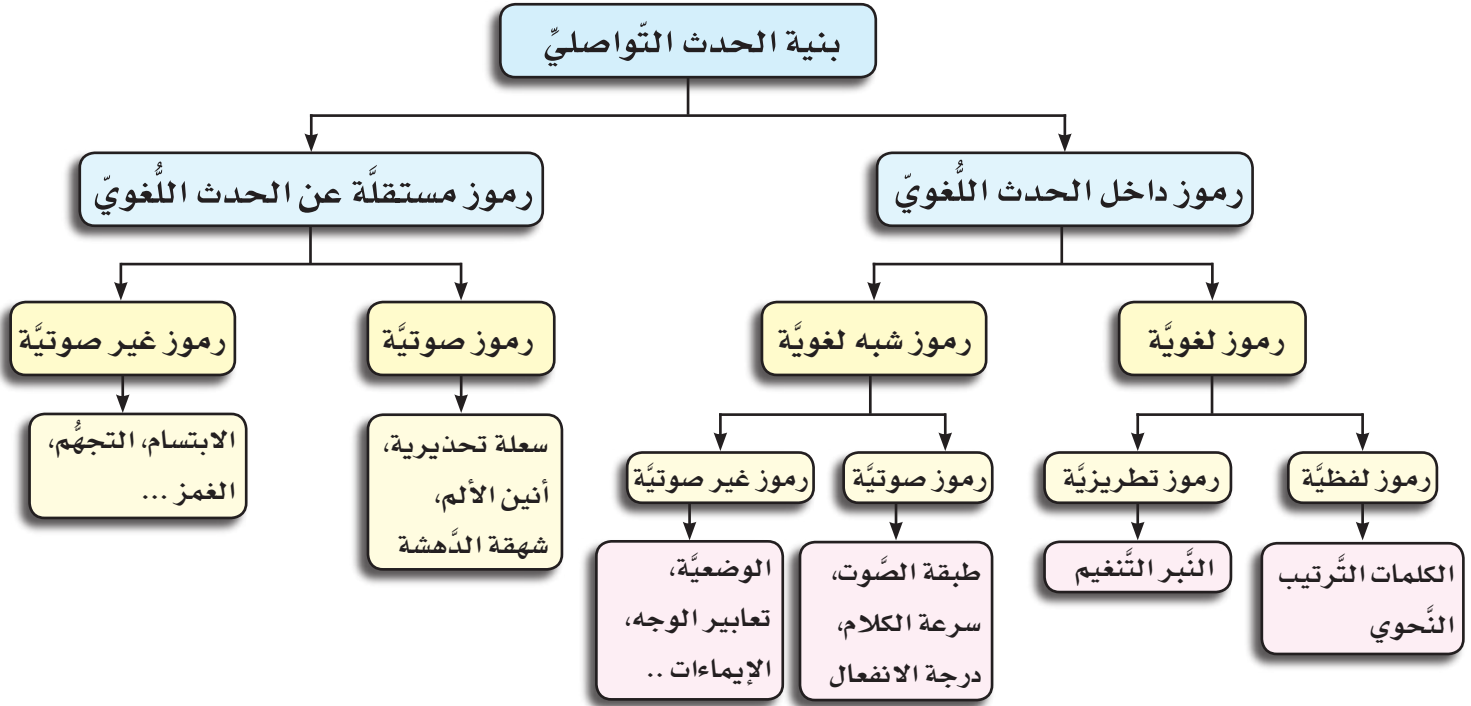 بنية الحدث التّواصليِّ
رموز داخل الحدث اللُّغويّ
رموز مستقلَّة عن الحدث اللُّغويّ
رموز لغويَّة
رموز شبه لغويَّة
رموز صوتيَّة
رموز غير صوتيَّة
رموز لفظيَّة
رموز تطريزيَّة
رموز صوتيَّة
رموز غير صوتيَّة
سعلة تحذيرية،
أنين الألم،
شهقة الدَّهشة
الابتسام، التجهُّم،
الغمز ...
الكلمات التَّرتيب
النَّحوي
النَّبر التَّنغيم
طبقة الصَّوت،
سرعة الكلام،
درجة الانفعال
الوضعيَّة،
تعابير الوجه،
الإيماءات ..